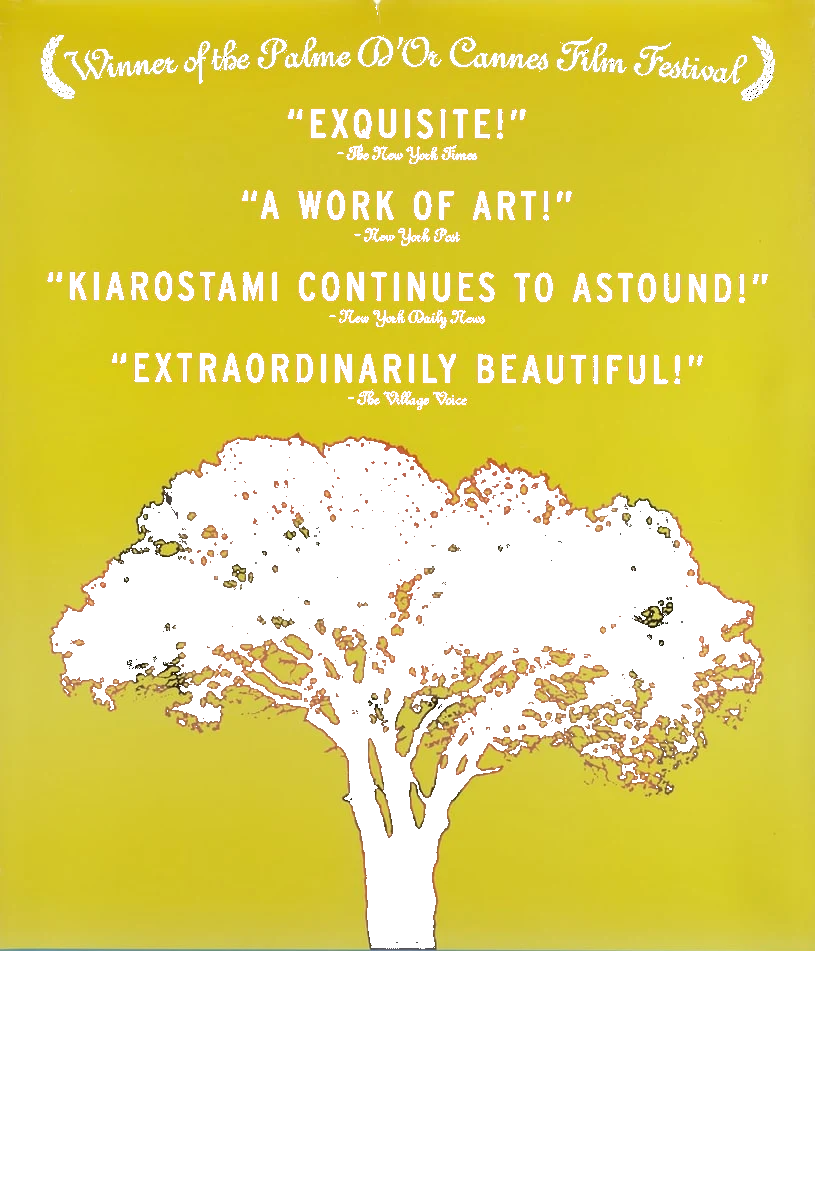 Winner of the Palme D'Or Cannes Film Festival
"EXQUISITE!"
- The New York Times
"A WORK OF ART!"
- New York Post
"KIAROSTAMI CONTINUES TO ASTOUND!"
- New York Daily News
"EXTRAORDINARILY BEAUTIFUL!"
- The Village Voice